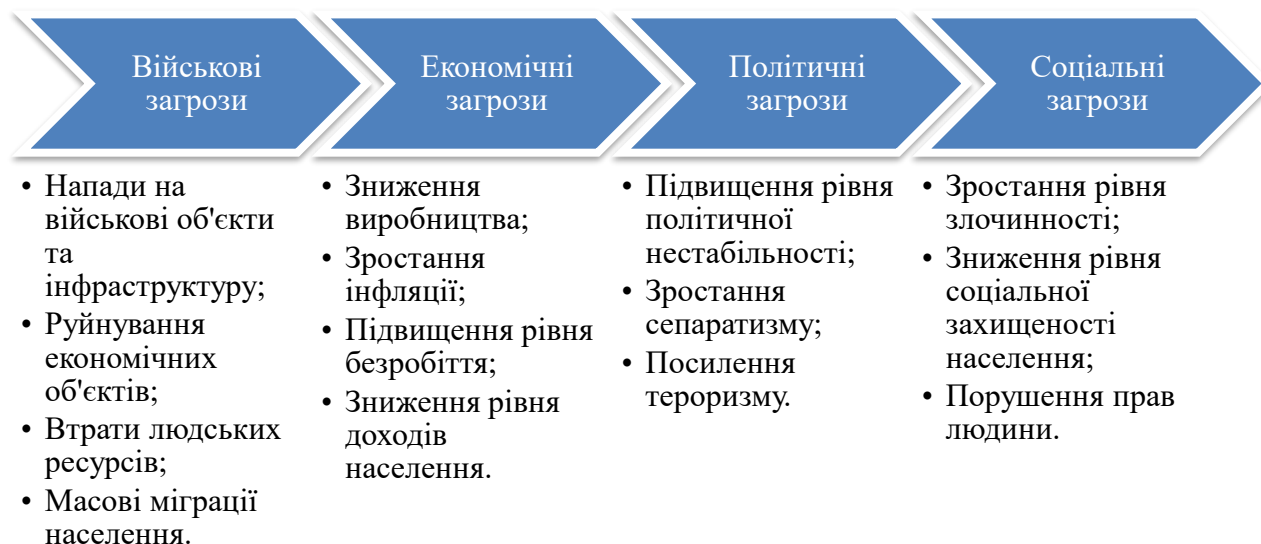 Військові
загрози
Економічні
загрози
Політичні
загрози
Соціальні
загрози
• Напади на
військові об'єкти
та
інфраструктуру;
• Руйнування
економічних
об'єктів;
• Втрати людських
ресурсів;
• Масові міграції
населення.
• Зниження
виробництва;
• Зростання
інфляції;
• Підвищення рівня
безробіття;
• Зниження рівня
доходів
населення.
• Підвищення рівня
політичної
нестабільності;
• Зростання
сепаратизму;
• Посилення
тероризму.
• Зростання рівня
злочинності;
• Зниження рівня
соціальної
захищеності
населення;
• Порушення прав
людини.